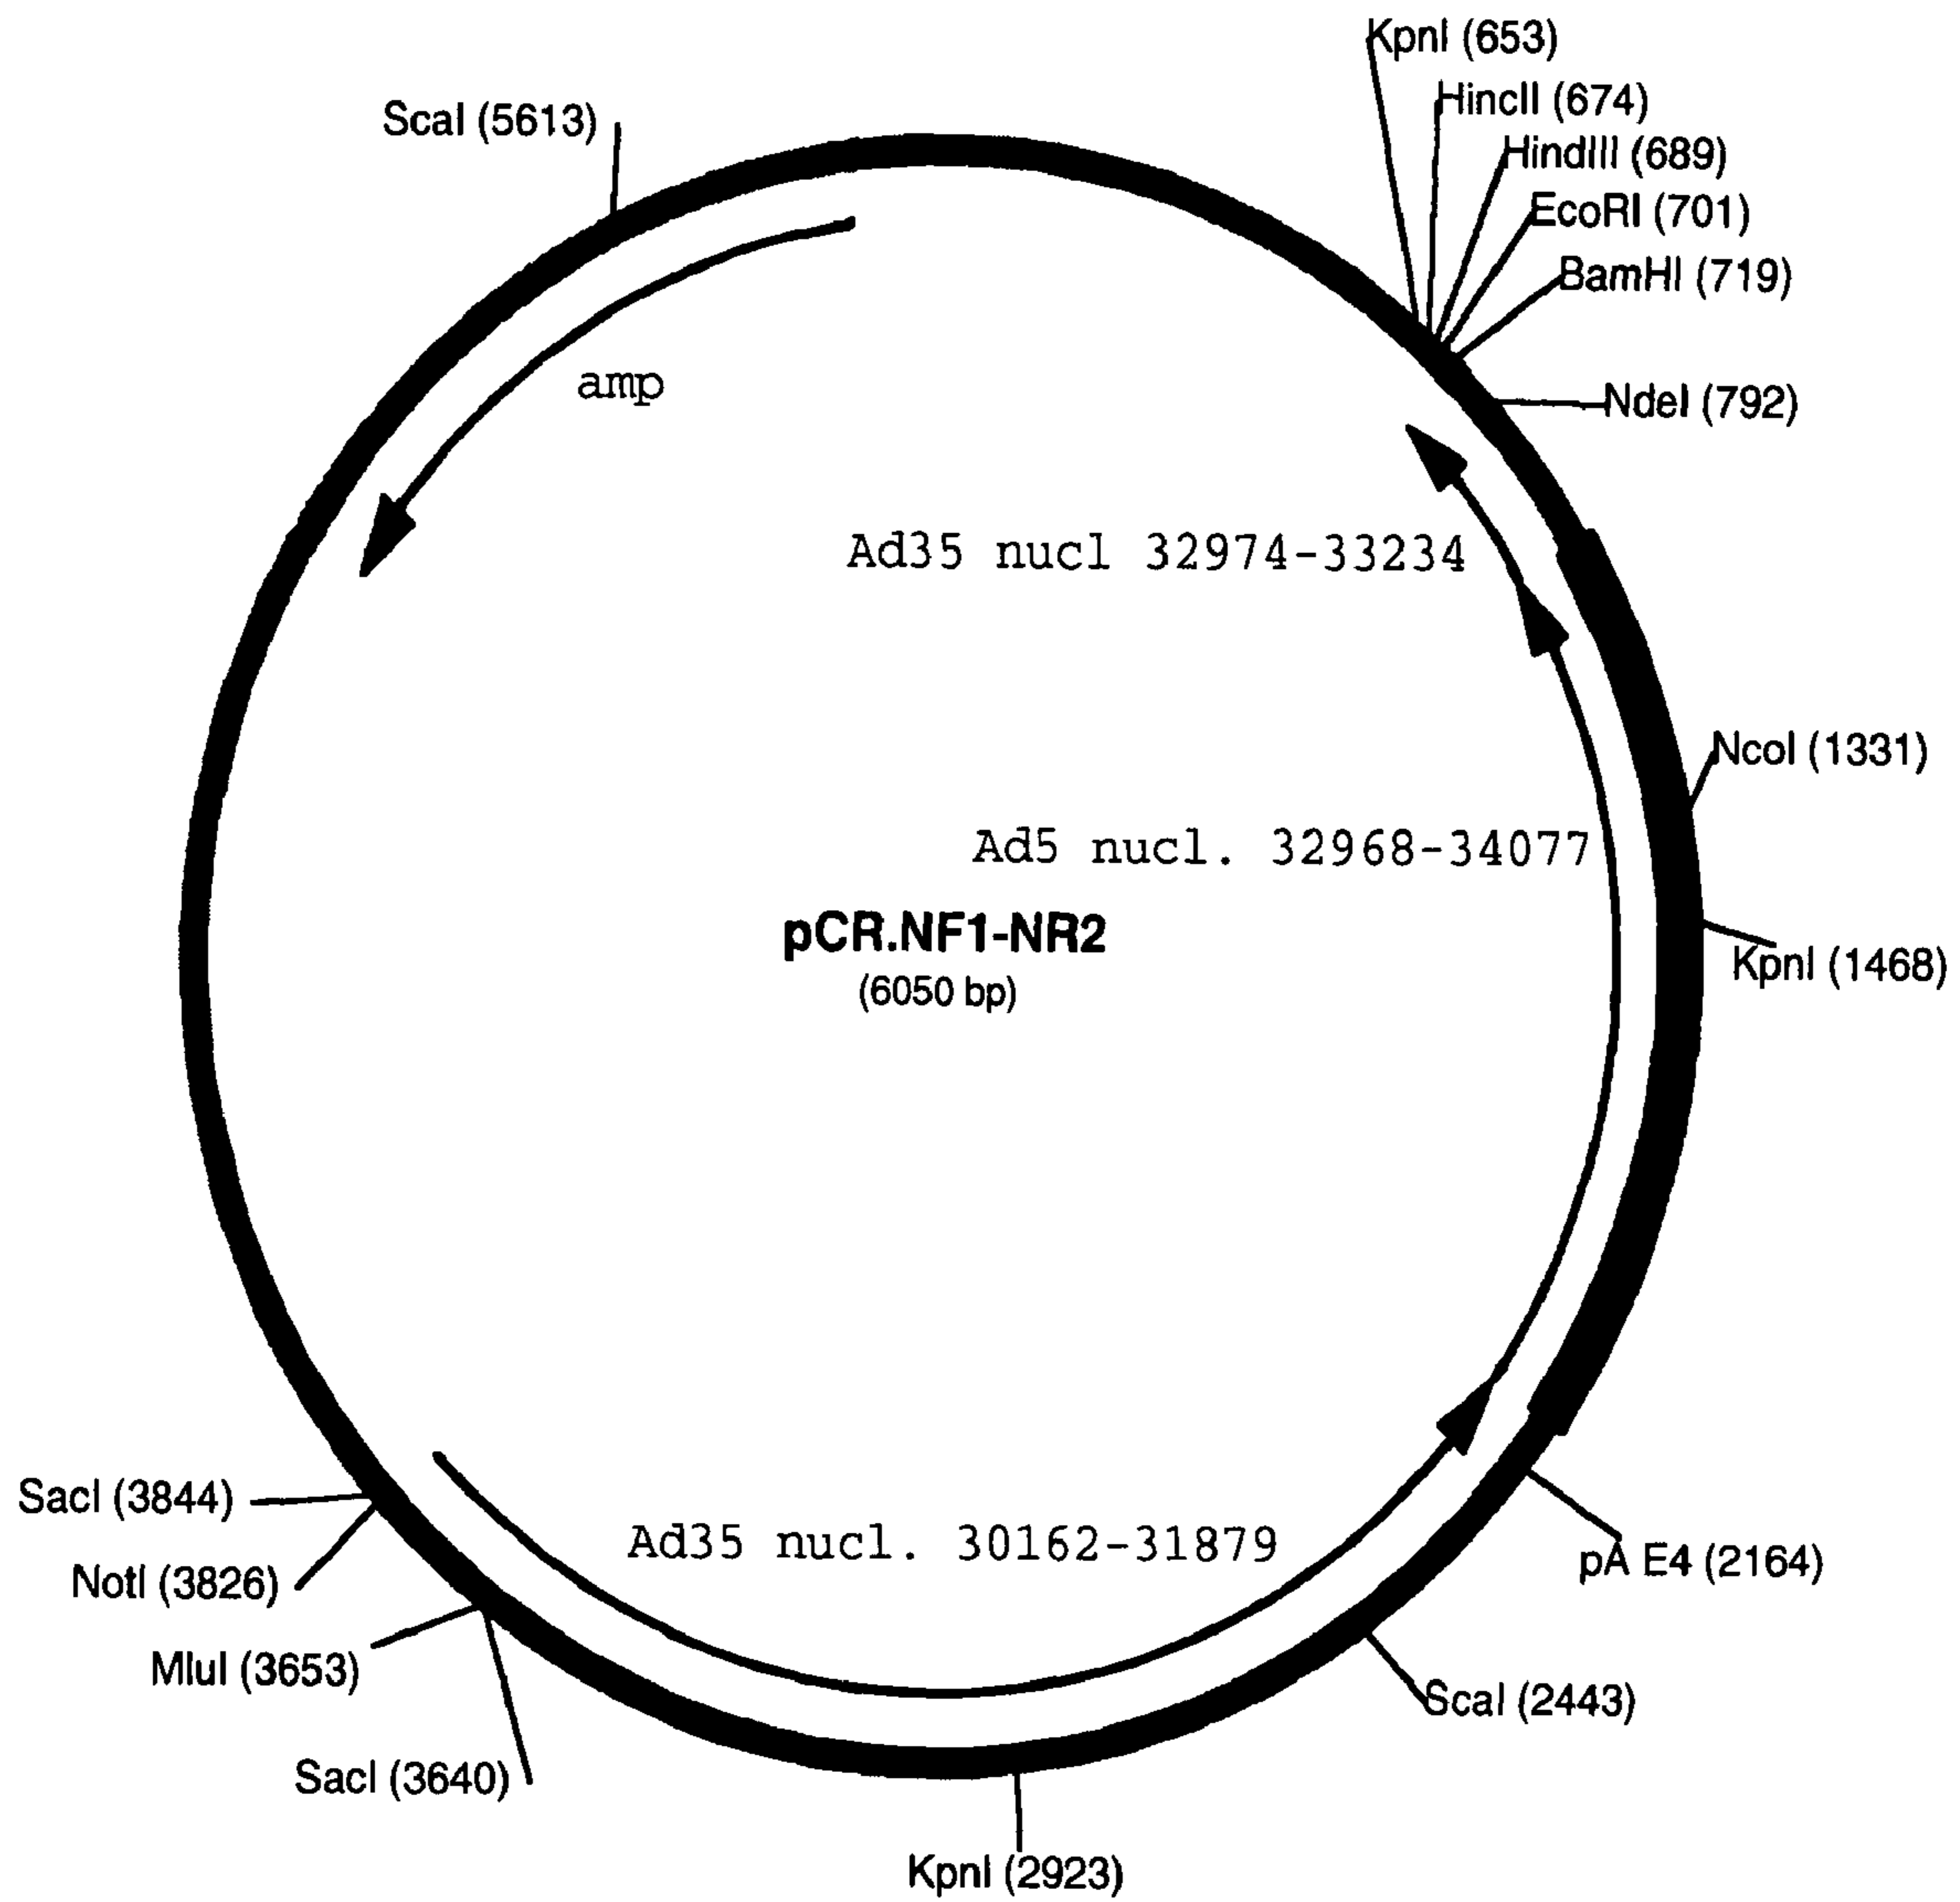 KpnI (653)
HincII (674)
ScaI (5613)
HindIII (689)
EcoRI (701)
BamHI (719)
amp
NdeI (792)
Ad35 nucl 32974-33234
NcoI (1331)
Ad5 nucl. 32968-34077
pCR.NF1-NR2
KpnI (1468)
(6050 bp)
SacI (3844)
Ad35 nucl. 30162-31879
pA E4 (2164)
NotI (3826)
MluI (3653)
ScaI (2443)
SacI (3640)
KpnI (2923)